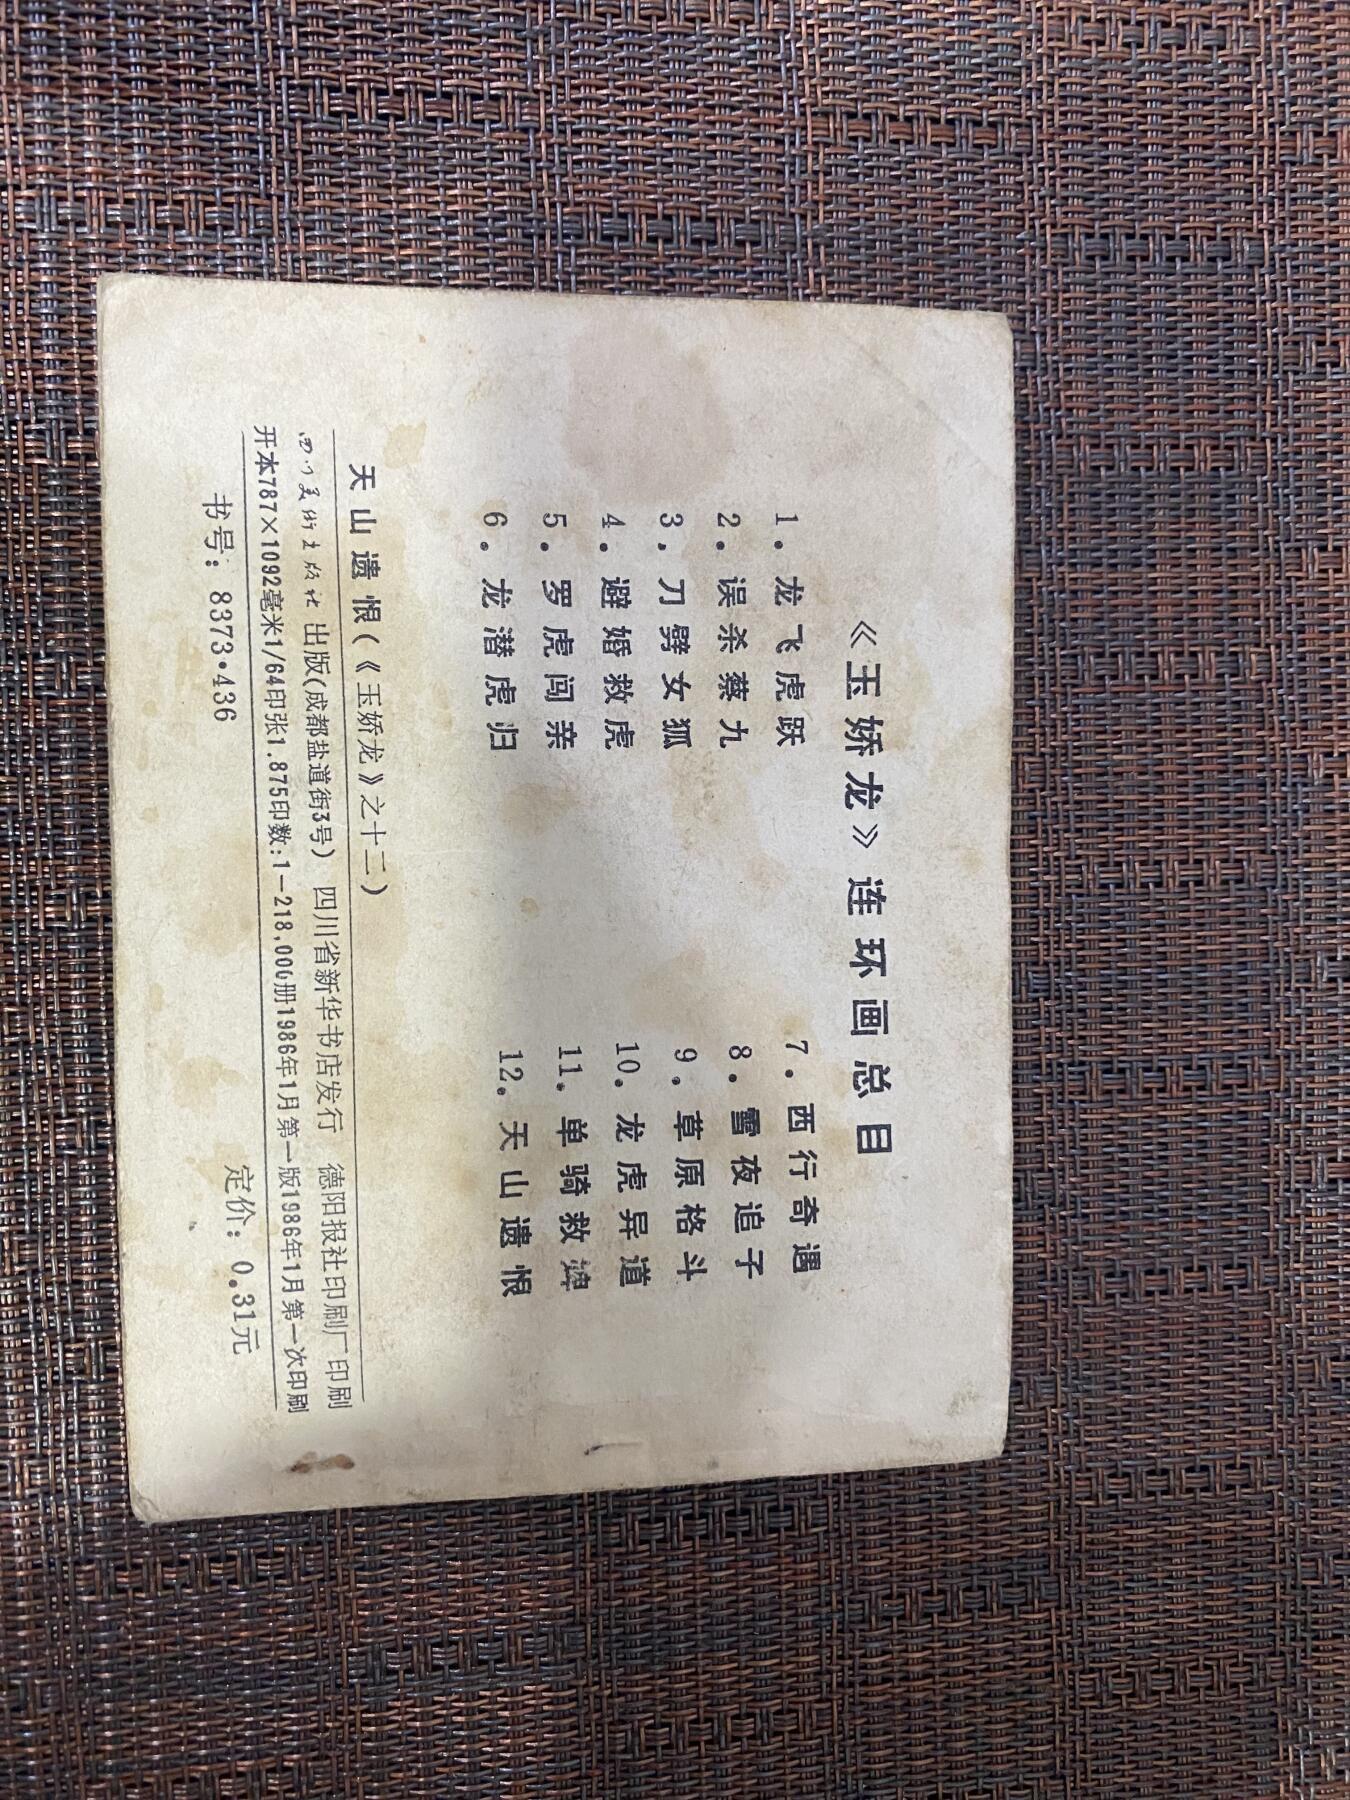 《玉娇龙》连环画总目
1. 龙飞虎跃
2. 误杀蔡九
3. 刀劈女狐
4. 避婚救虎
5. 罗虎闯亲
6. 龙潜虎归
7. 西行奇遇
8. 雪夜追子
9. 草原格斗
10. 龙虎异道
11. 单骑救婢
12. 天山遗恨
天山遗恨(《玉娇龙》之十二)
四川美术出版社出版(成都盐道街3号) 四川省新华书店发行 德阳报社印刷厂印刷
开本787×1092毫米1/64印张1.875印数:1—218,000册1986年1月第一版1986年1月第一次印刷
书号: 8373·436 定价: 0.31元